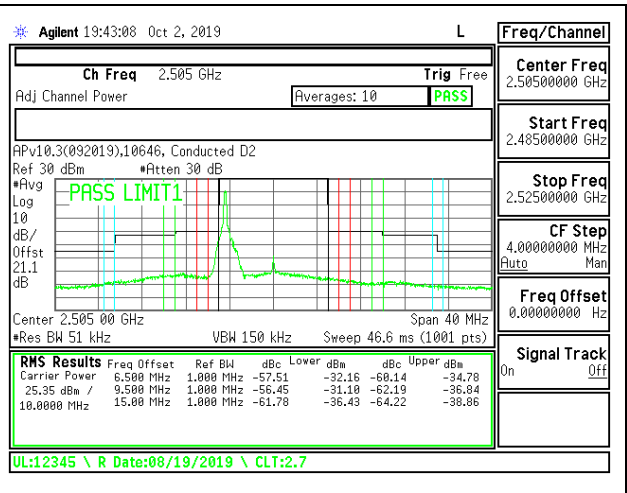 Agilent 19:43:08 Oct 2, 2019 L
Freq/Channel
Ch Freq 2.505 GHz Trig Free
Adj Channel Power Averages: 10 PASS
APv10.3(092019),10646, Conducted D2
Ref 30 dBm #Atten 30 dB
#Avg
Log
10
dB/
Offst
21.1
dB
PASS LIMIT1
Center 2.505 00 GHz Span 40 MHz
#Res BW 51 kHz VBW 150 kHz Sweep 46.6 ms (1001 pts)
RMS Results Freq Offset Ref BW dBc Lower dBm dBc Upper dBm
Carrier Power 6.500 MHz 1.000 MHz -57.51 -32.16 -60.14 -34.78
25.35 dBm / 9.500 MHz 1.000 MHz -56.45 -31.10 -62.19 -36.84
10.0000 MHz 15.00 MHz 1.000 MHz -61.78 -36.43 -64.22 -38.86
UL:12345 \ R Date:08/19/2019 \ CLT:2.7
Center Freq
2.50500000 GHz
Start Freq
2.48500000 GHz
Stop Freq
2.52500000 GHz
CF Step
4.00000000 MHz
Auto Man
Freq Offset
0.00000000 Hz
Signal Track
On Off